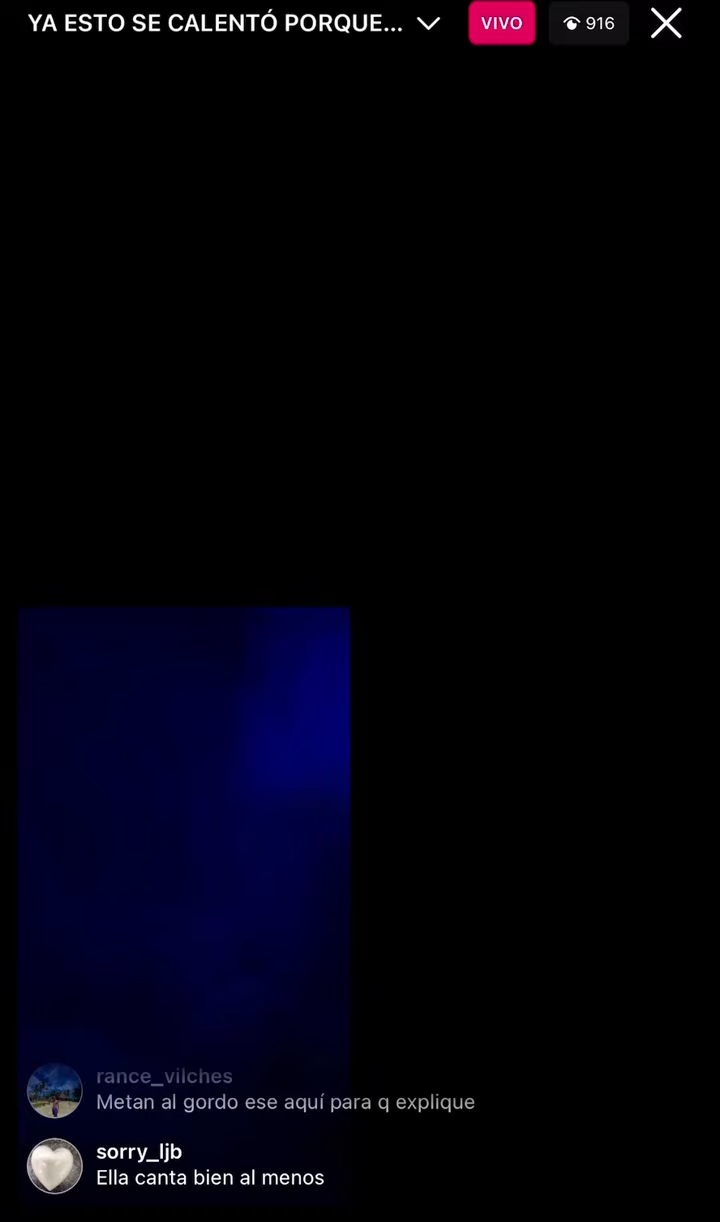 YA ESTO SE CALENTÓ PORQUE...
VIVO
916
rance_vilches
Metan al gordo ese aquí para q explique
sorry_ljb
Ella canta bien al menos